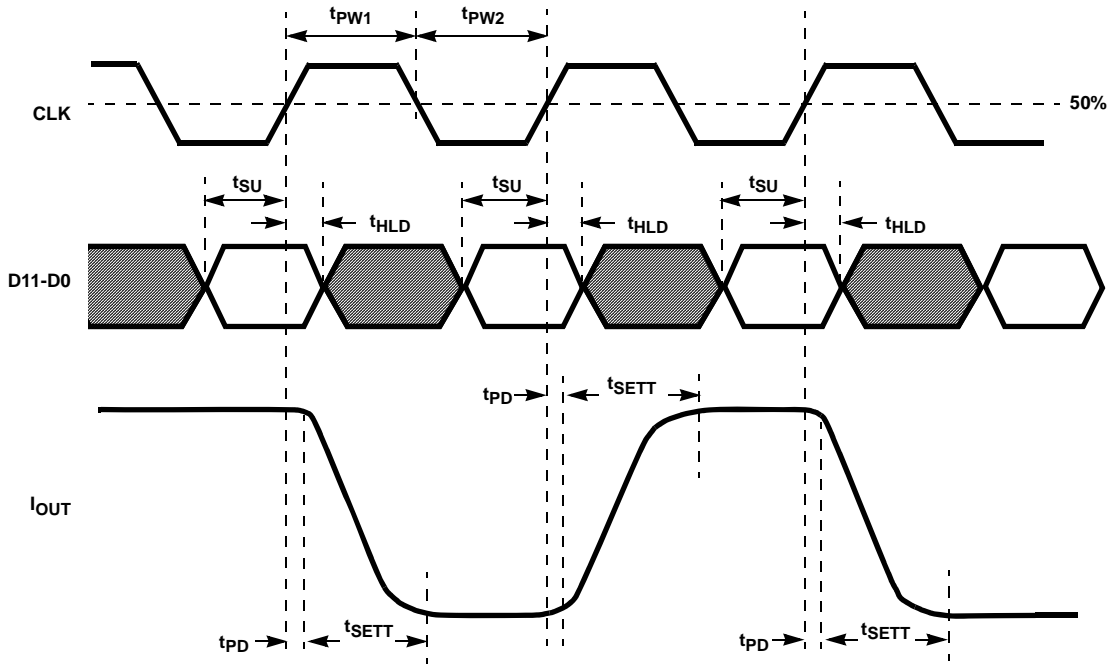 tPW1 tPW2
CLK 50%
tSU tSU tSU
tHLD tHLD tHLD
D11-D0
tPD tSETT
IOUT
tPD tSETT tPD tSETT